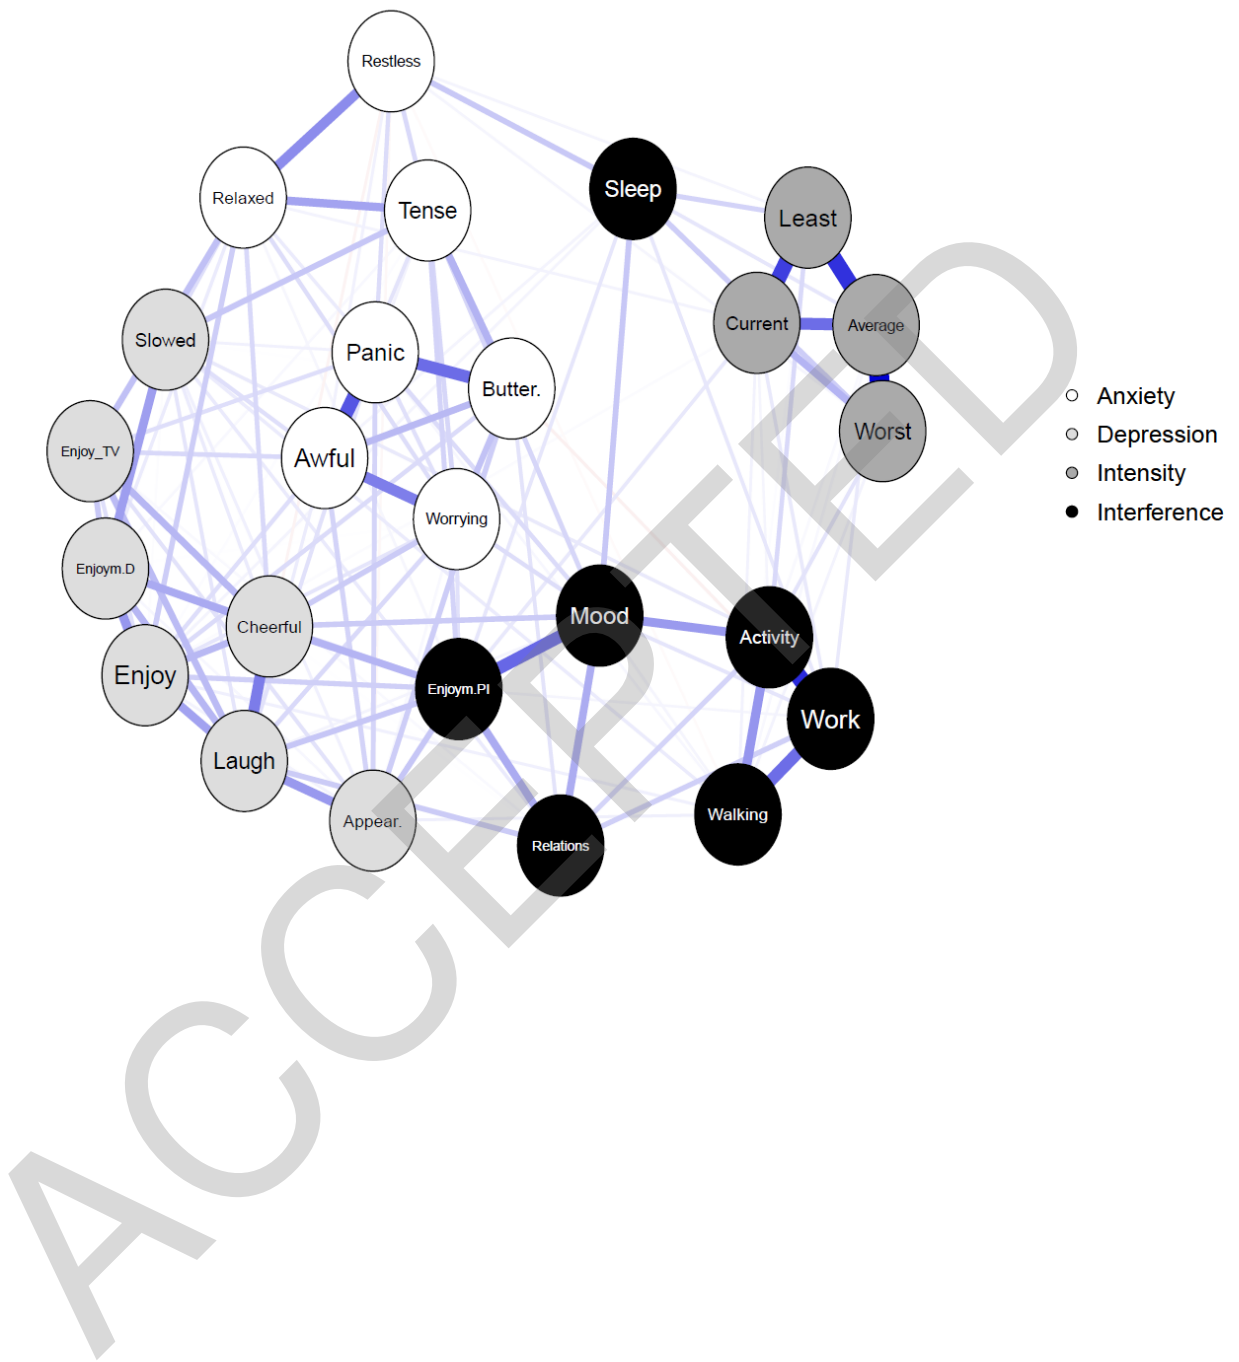 Restless
Sleep
Relaxed
Tense
Least
Slowed
Panic
Current
Average
Butter.
Anxiety
Enjoy_TV
Awful
Worst
Depression
Worrying
Intensity
Interference
Enjoym.D
Cheerful
Mood
Activity
Enjoy
Enjoym.PI
Work
Laugh
Appear.
Relations
Walking
ACCEPTED